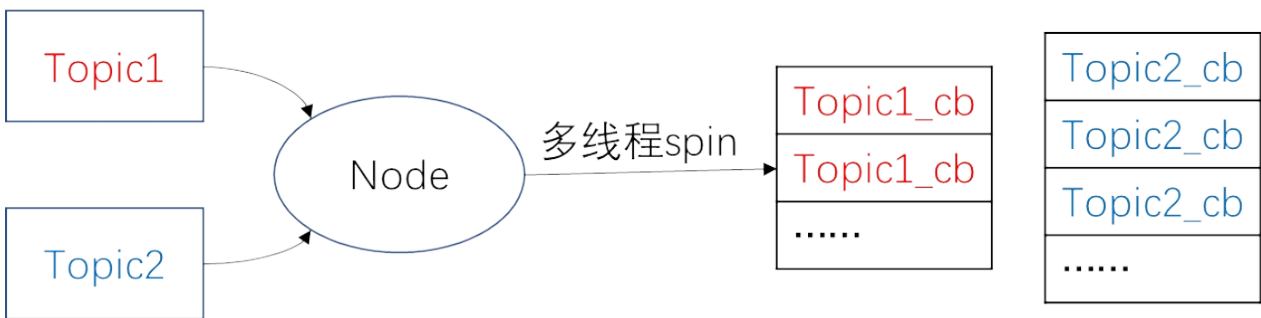 Topic1
Topic2
Node
多线程spin
Topic1_cb
Topic1_cb
......
Topic2_cb
Topic2_cb
Topic2_cb
......